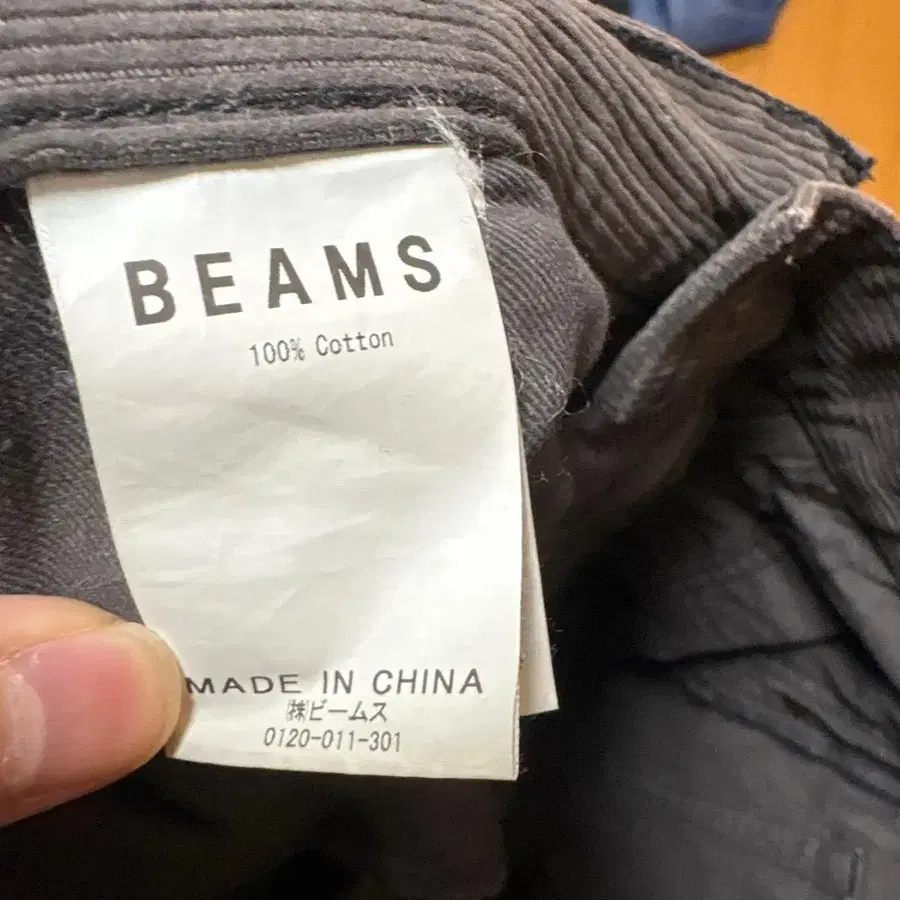 BEAMS
100% Cotton
MADE IN CHINA
㈱ビームス
0120-011-301